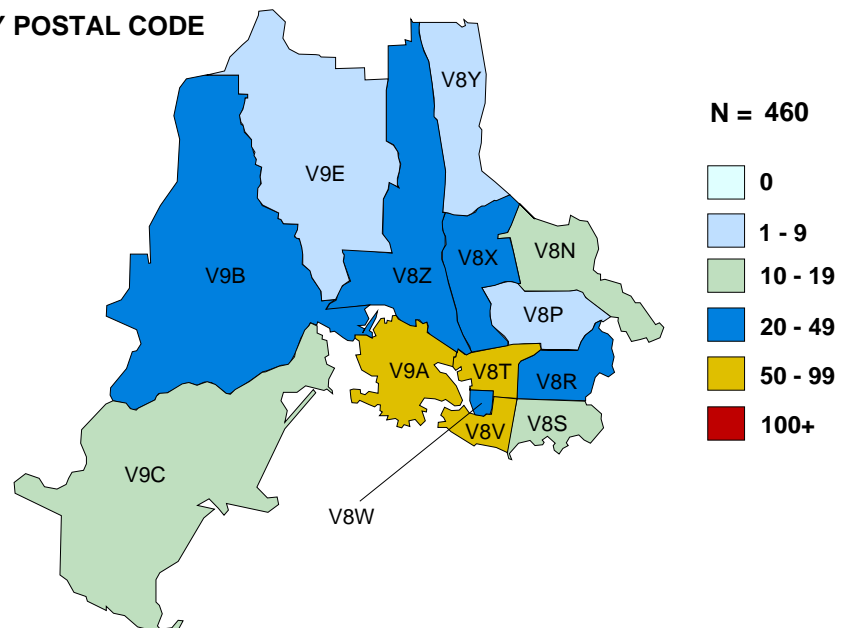 Y POSTAL CODE
V8Y
N = 460
V9E
0
1 - 9
V8N
V9B
V8Z
V8X
10 - 19
V8P
20 - 49
V9A
V8T
V8R
50 - 99
V8V
V8S
100+
V9C
V8W